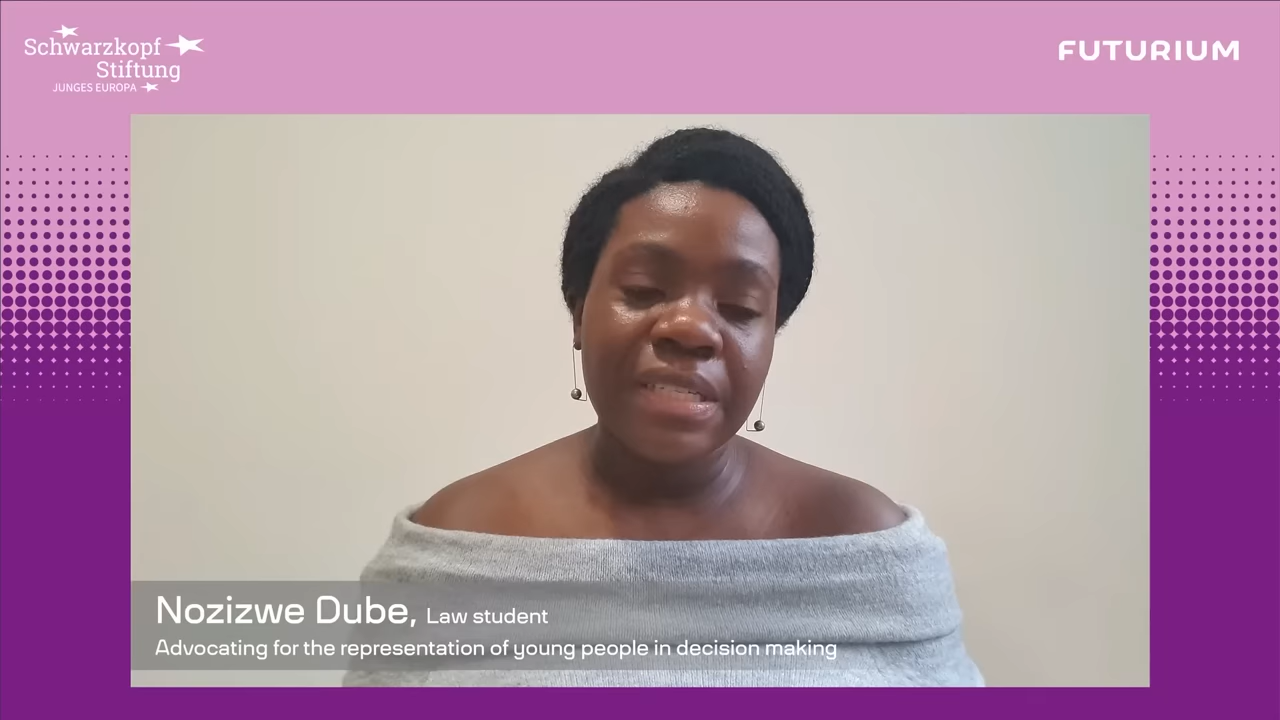 Schwarzkopf
Stiftung
JUNGES EUROPA
FUTURIUM
Nozizwe Dube, Law student
Advocating for the representation of young people in decision making